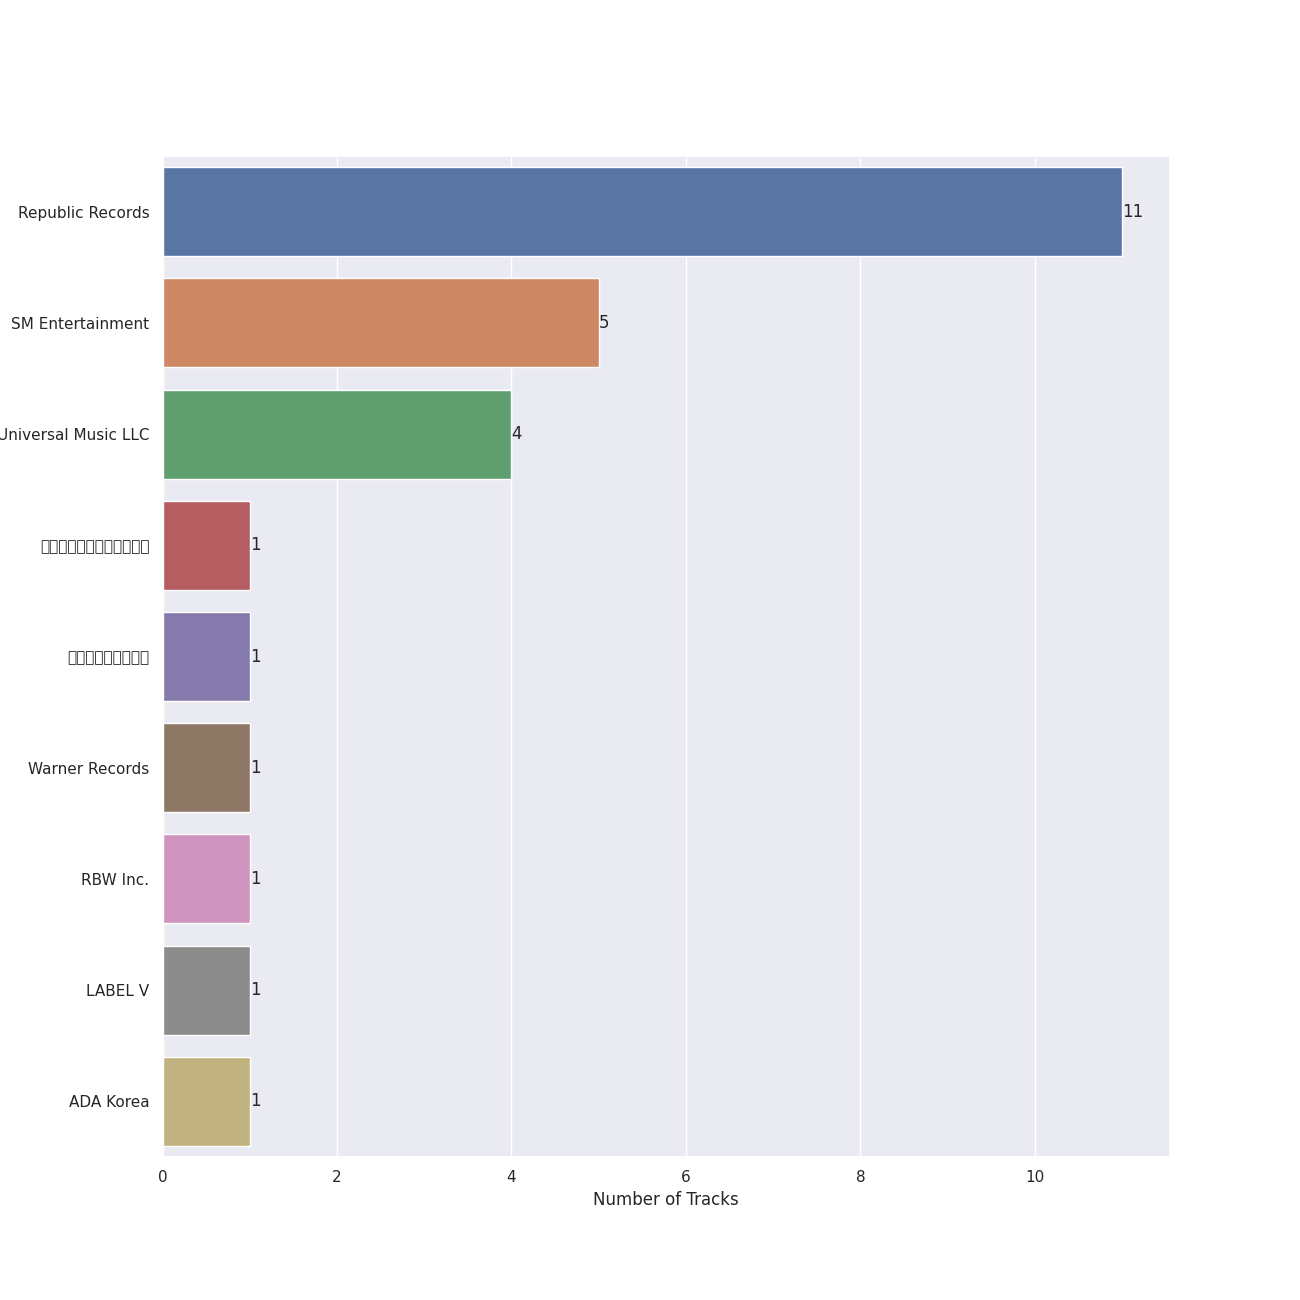 Republic Records
11
SM Entertainment
5
Universal Music LLC
4
1
1
Warner Records
1
RBW Inc.
1
LABEL V
1
ADA Korea
1
0 2 4 6 8 10
Number of Tracks